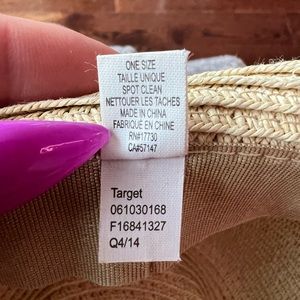 ONE SIZE
TAILLE UNIQUE
SPOT CLEAN
NETTOUER LES TACHES
MADE IN CHINA
FABRIQUÉ EN CHINE
RN#17730
CA#57147
Target
061030168
F16841327
Q4/14